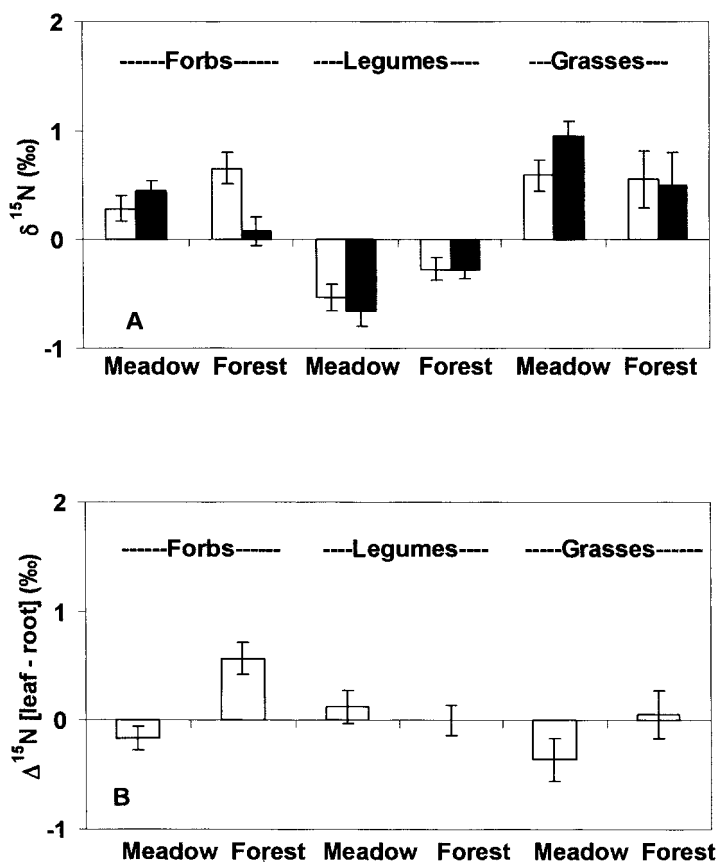 2
------Forbs------ ----Legumes---- ---Grasses---
1
δ ¹⁵N (‰)
0
A
-1
Meadow Forest Meadow Forest Meadow Forest
2
------Forbs------ ----Legumes---- -----Grasses-----
1
Δ ¹⁵N [leaf - root] (‰)
0
B
-1
Meadow Forest Meadow Forest Meadow Forest